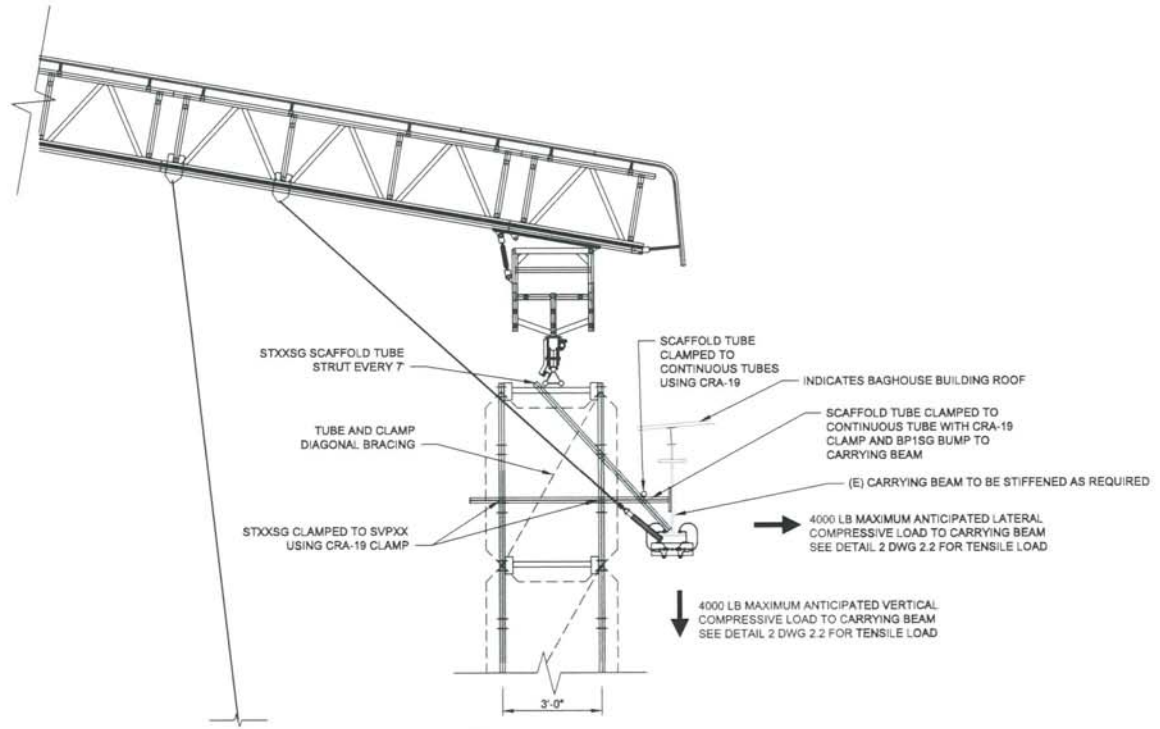 STXXSG SCAFFOLD TUBE
STRUT EVERY 7'
TUBE AND CLAMP
DIAGONAL BRACING
STXXSG CLAMPED TO SVPXX
USING CRA-19 CLAMP
SCAFFOLD TUBE
CLAMPED TO
CONTINUOUS TUBES
USING CRA-19
INDICATES BAGHOUSE BUILDING ROOF
SCAFFOLD TUBE CLAMPED TO
CONTINUOUS TUBE WITH CRA-19
CLAMP AND BP1SG BUMP TO
CARRYING BEAM
(E) CARRYING BEAM TO BE STIFFENED AS REQUIRED
4000 LB MAXIMUM ANTICIPATED LATERAL
COMPRESSIVE LOAD TO CARRYING BEAM
SEE DETAIL 2 DWG 2.2 FOR TENSILE LOAD
4000 LB MAXIMUM ANTICIPATED VERTICAL
COMPRESSIVE LOAD TO CARRYING BEAM
SEE DETAIL 2 DWG 2.2 FOR TENSILE LOAD
3'-0"